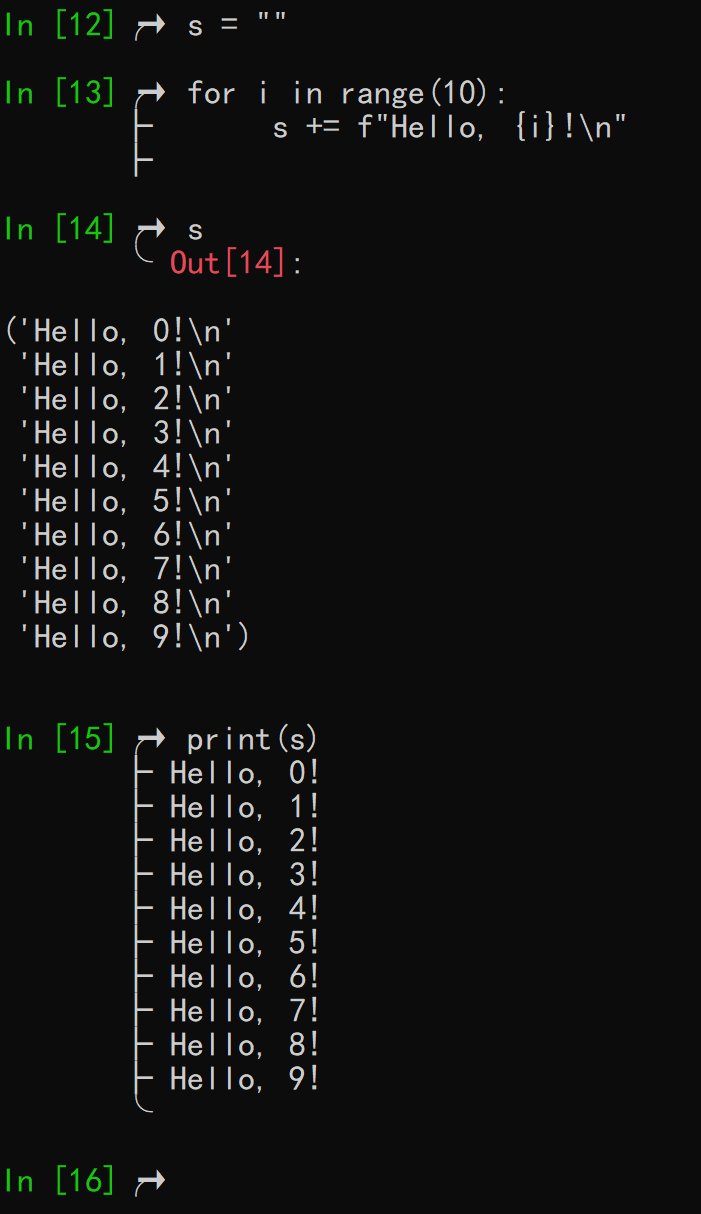 In [12] s = ""
In [13] for i in range(10):
s += f"Hello, {i}!\n"
In [14] s
Out[14]:
('Hello, 0!\n'
'Hello, 1!\n'
'Hello, 2!\n'
'Hello, 3!\n'
'Hello, 4!\n'
'Hello, 5!\n'
'Hello, 6!\n'
'Hello, 7!\n'
'Hello, 8!\n'
'Hello, 9!\n')
In [15] print(s)
Hello, 0!
Hello, 1!
Hello, 2!
Hello, 3!
Hello, 4!
Hello, 5!
Hello, 6!
Hello, 7!
Hello, 8!
Hello, 9!
In [16]